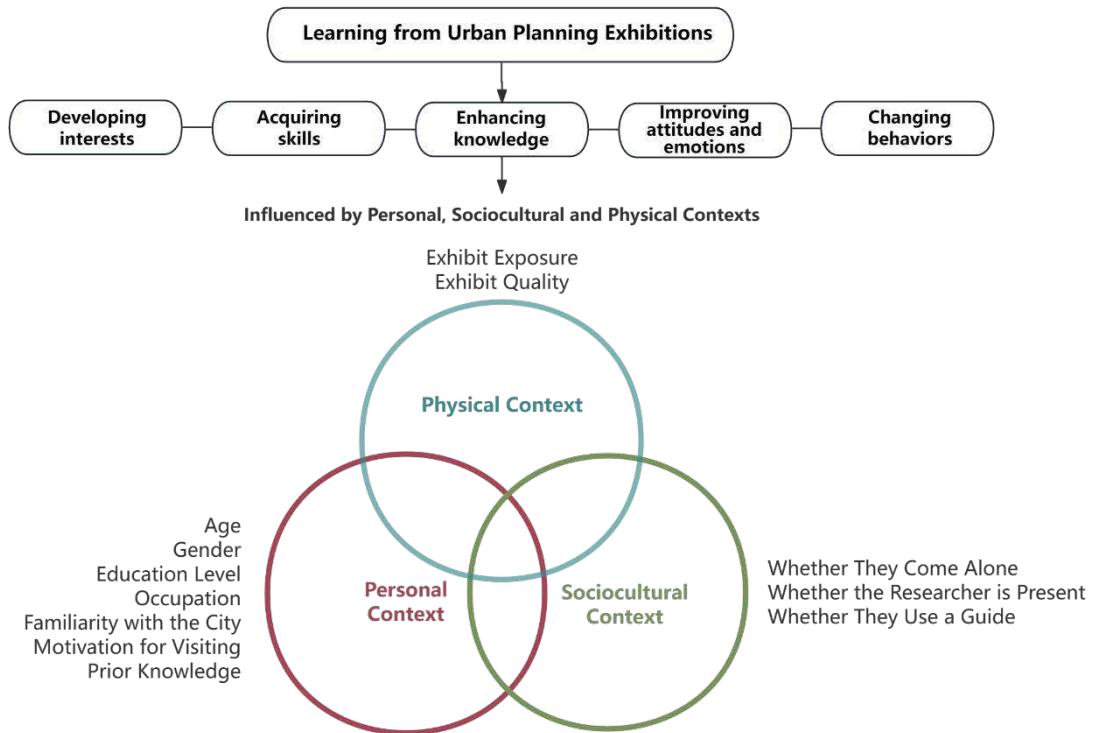 Learning from Urban Planning Exhibitions
Developing
interests
Acquiring
skills
Enhancing
knowledge
Improving
attitudes and
emotions
Changing
behaviors
Influenced by Personal, Sociocultural and Physical Contexts
Exhibit Exposure
Exhibit Quality
Physical Context
Age
Gender
Education Level
Occupation
Familiarity with the City
Motivation for Visiting
Prior Knowledge
Personal
Context
Sociocultural
Context
Whether They Come Alone
Whether the Researcher is Present
Whether They Use a Guide